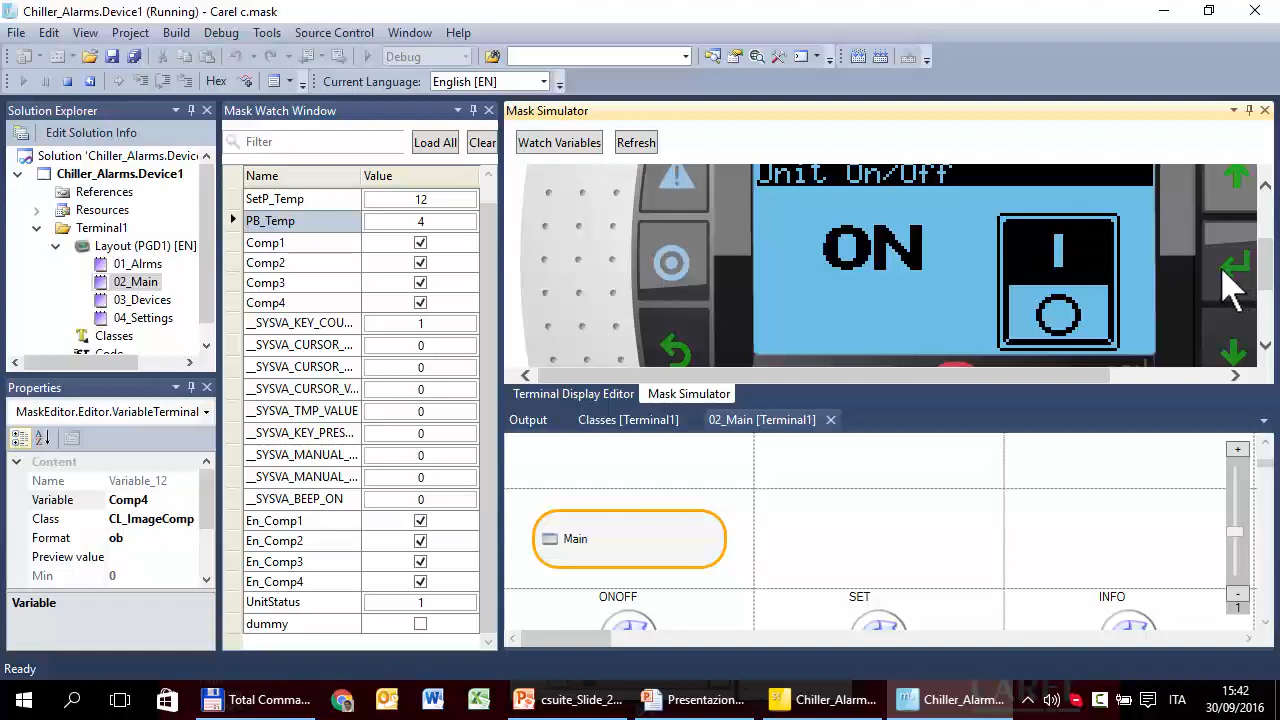 Chiller_Alarms.Device1 (Running) - Carel c.mask
File Edit View Project Build Debug Tools Source Control Window Help
Debug
Hex Current Language: English [EN]
Solution Explorer
Edit Solution Info
Solution 'Chiller_Alarms.Devic
Chiller_Alarms.Device1
References
Resources
Terminal1
Layout (PGD1) [EN]
01_Alrms
02_Main
03_Devices
04_Settings
Classes
Properties
MaskEditor.Editor.VariableTerminal
Content
Name Variable_12
Variable Comp4
Class CL_ImageComp
Format ob
Preview value
Min 0
Variable
Mask Watch Window
Filter Load All Clear
Name Value
SetP_Temp 12
PB_Temp 4
Comp1
Comp2
Comp3
Comp4
__SYSVA_KEY_COU... 1
__SYSVA_CURSOR_... 0
__SYSVA_CURSOR_... 0
__SYSVA_CURSOR_V... 0
__SYSVA_TMP_VALUE 0
__SYSVA_KEY_PRES... 0
__SYSVA_MANUAL_... 0
__SYSVA_MANUAL_... 0
__SYSVA_BEEP_ON 0
En_Comp1
En_Comp2
En_Comp3
En_Comp4
UnitStatus 1
dummy
Mask Simulator
Watch Variables Refresh
Unit On/Off
ON
Terminal Display Editor Mask Simulator
Output Classes [Terminal1] 02_Main [Terminal1]
+
Main
-
1
ONOFF SET INFO
Ready
Total Comma... csuite_Slide_2... Presentazion... Chiller_Alarm... Chiller_Alarm...
ITA
15:42
30/09/2016